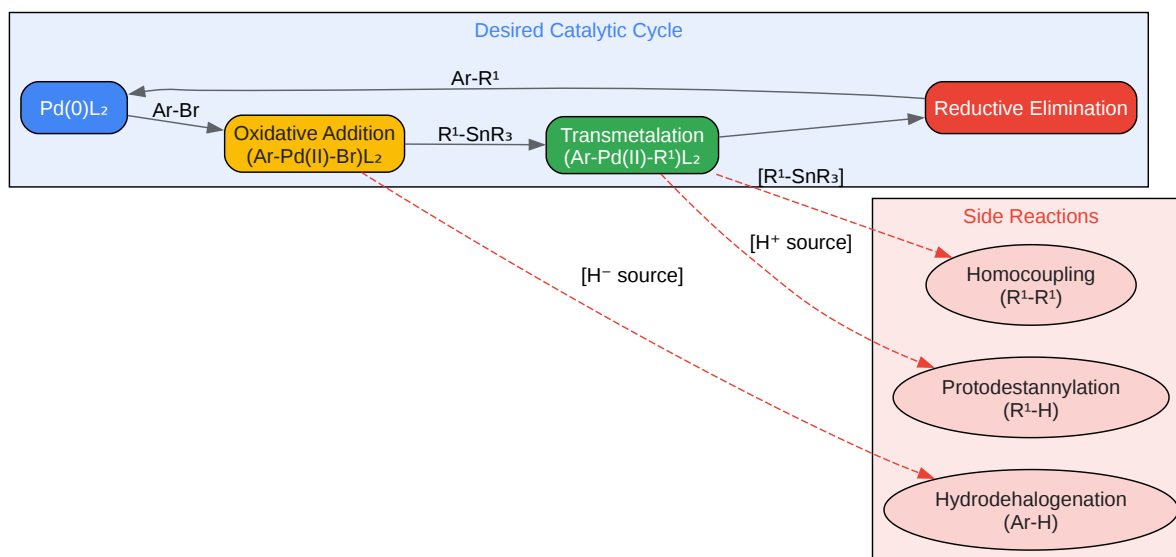 Desired Catalytic Cycle
Ar-R¹
Pd(0)L₂
Ar-Br
Oxidative Addition
(Ar-Pd(II)-Br)L₂
R¹-SnR₃
Transmetalation
(Ar-Pd(II)-R¹)L₂
Reductive Elimination
[R¹-SnR₃]
[H⁺ source]
[H⁻ source]
Side Reactions
Homocoupling
(R¹-R¹)
Protodestannylation
(R¹-H)
Hydrodehalogenation
(Ar-H)